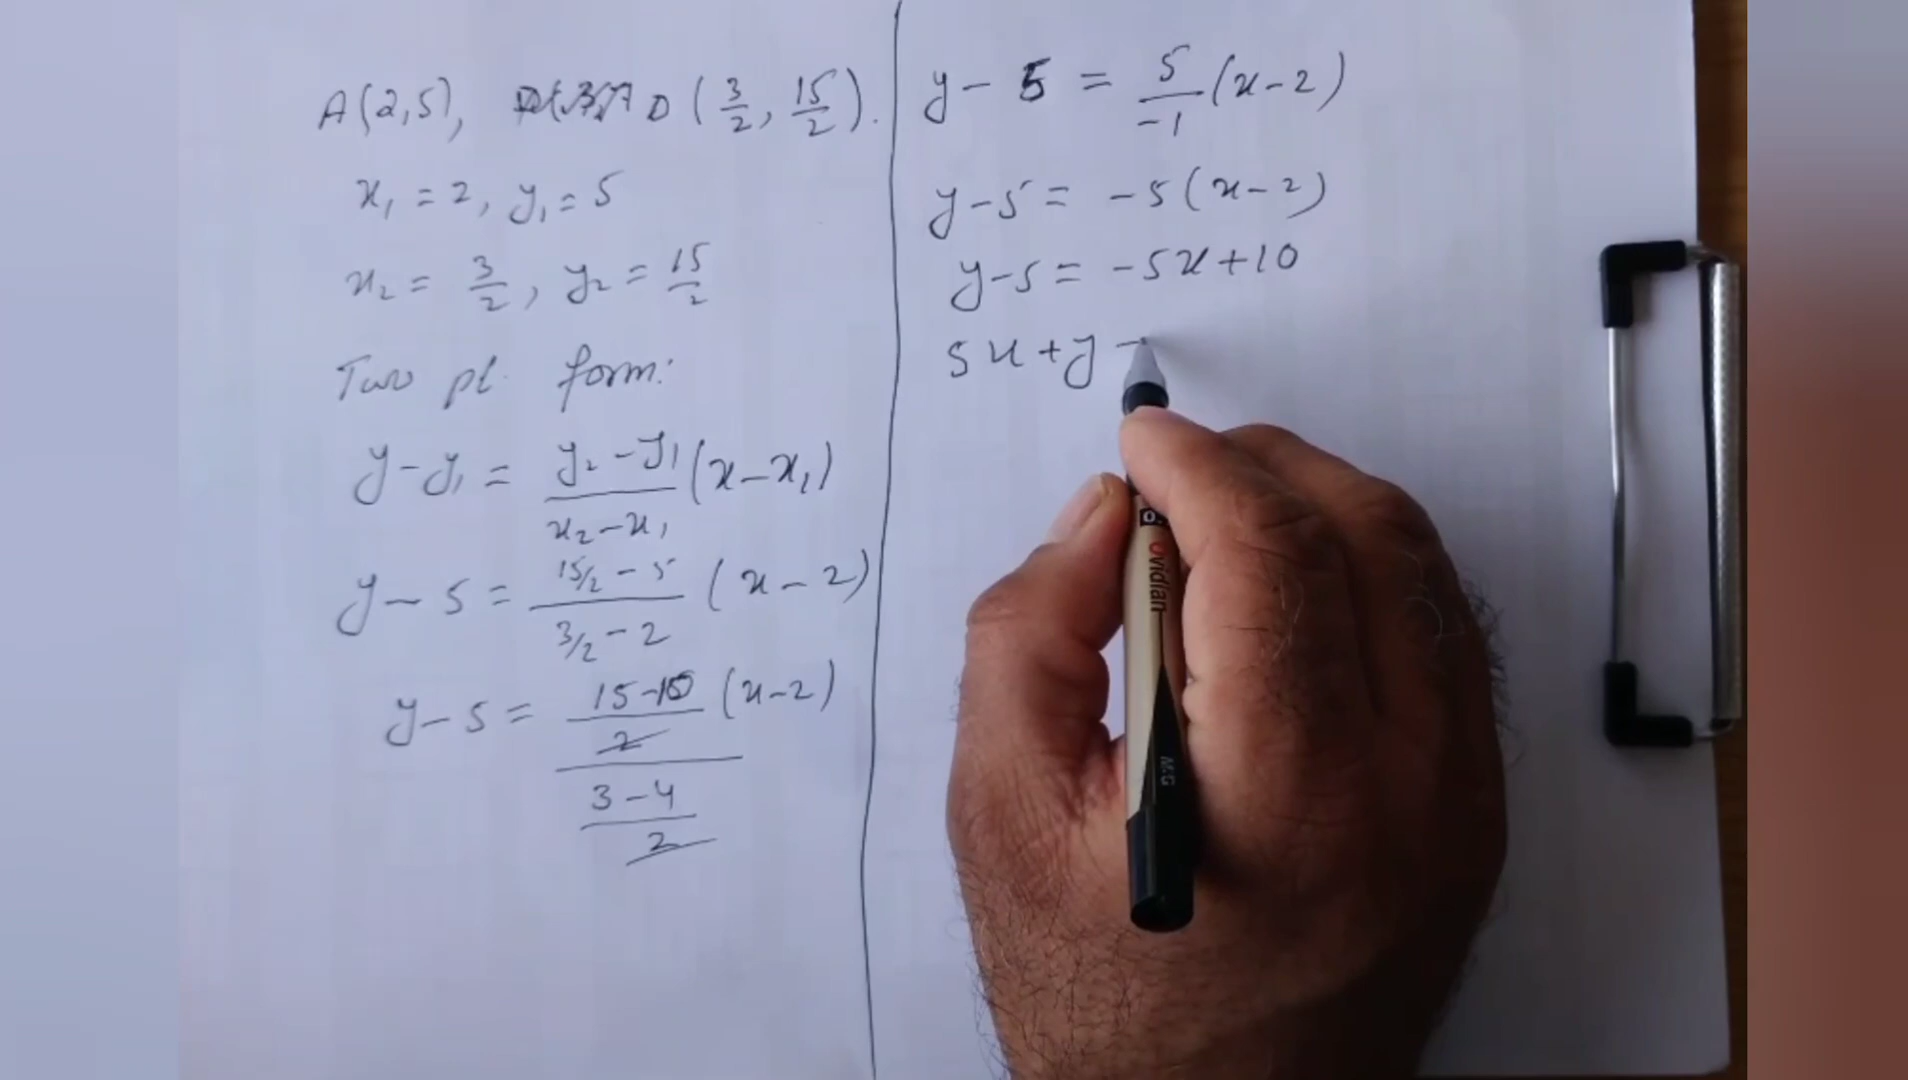 A(2,5), D(3/2, 15/2).
x₁ = 2, y₁ = 5
x₂ = 3/2, y₂ = 15/2
Two pt. form:
y-y₁ = y₂-y₁/x₂-x₁ (x-x₁)
y-5 = 15/2-5/3/2-2 (x-2)
y-5 = 15-10/2/3-4/2 (x-2)
y-5 = 5/-1 (x-2)
y-5 = -5(x-2)
y-5 = -5x+10
5x+y-
Ovidian
M.G
0.